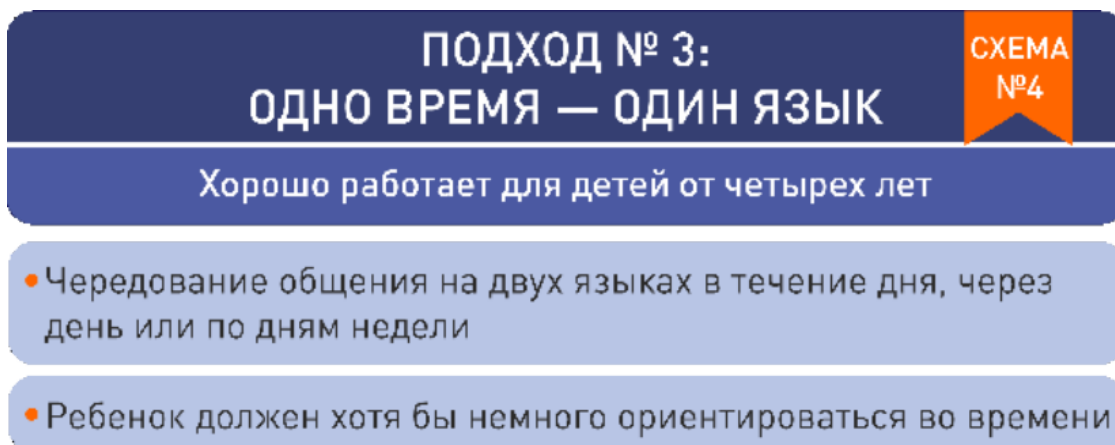 ПОДХОД № 3:
ОДНО ВРЕМЯ — ОДИН ЯЗЫК
СХЕМА
№4
Хорошо работает для детей от четырех лет
• Чередование общения на двух языках в течение дня, через
день или по дням недели
• Ребенок должен хотя бы немного ориентироваться во времени